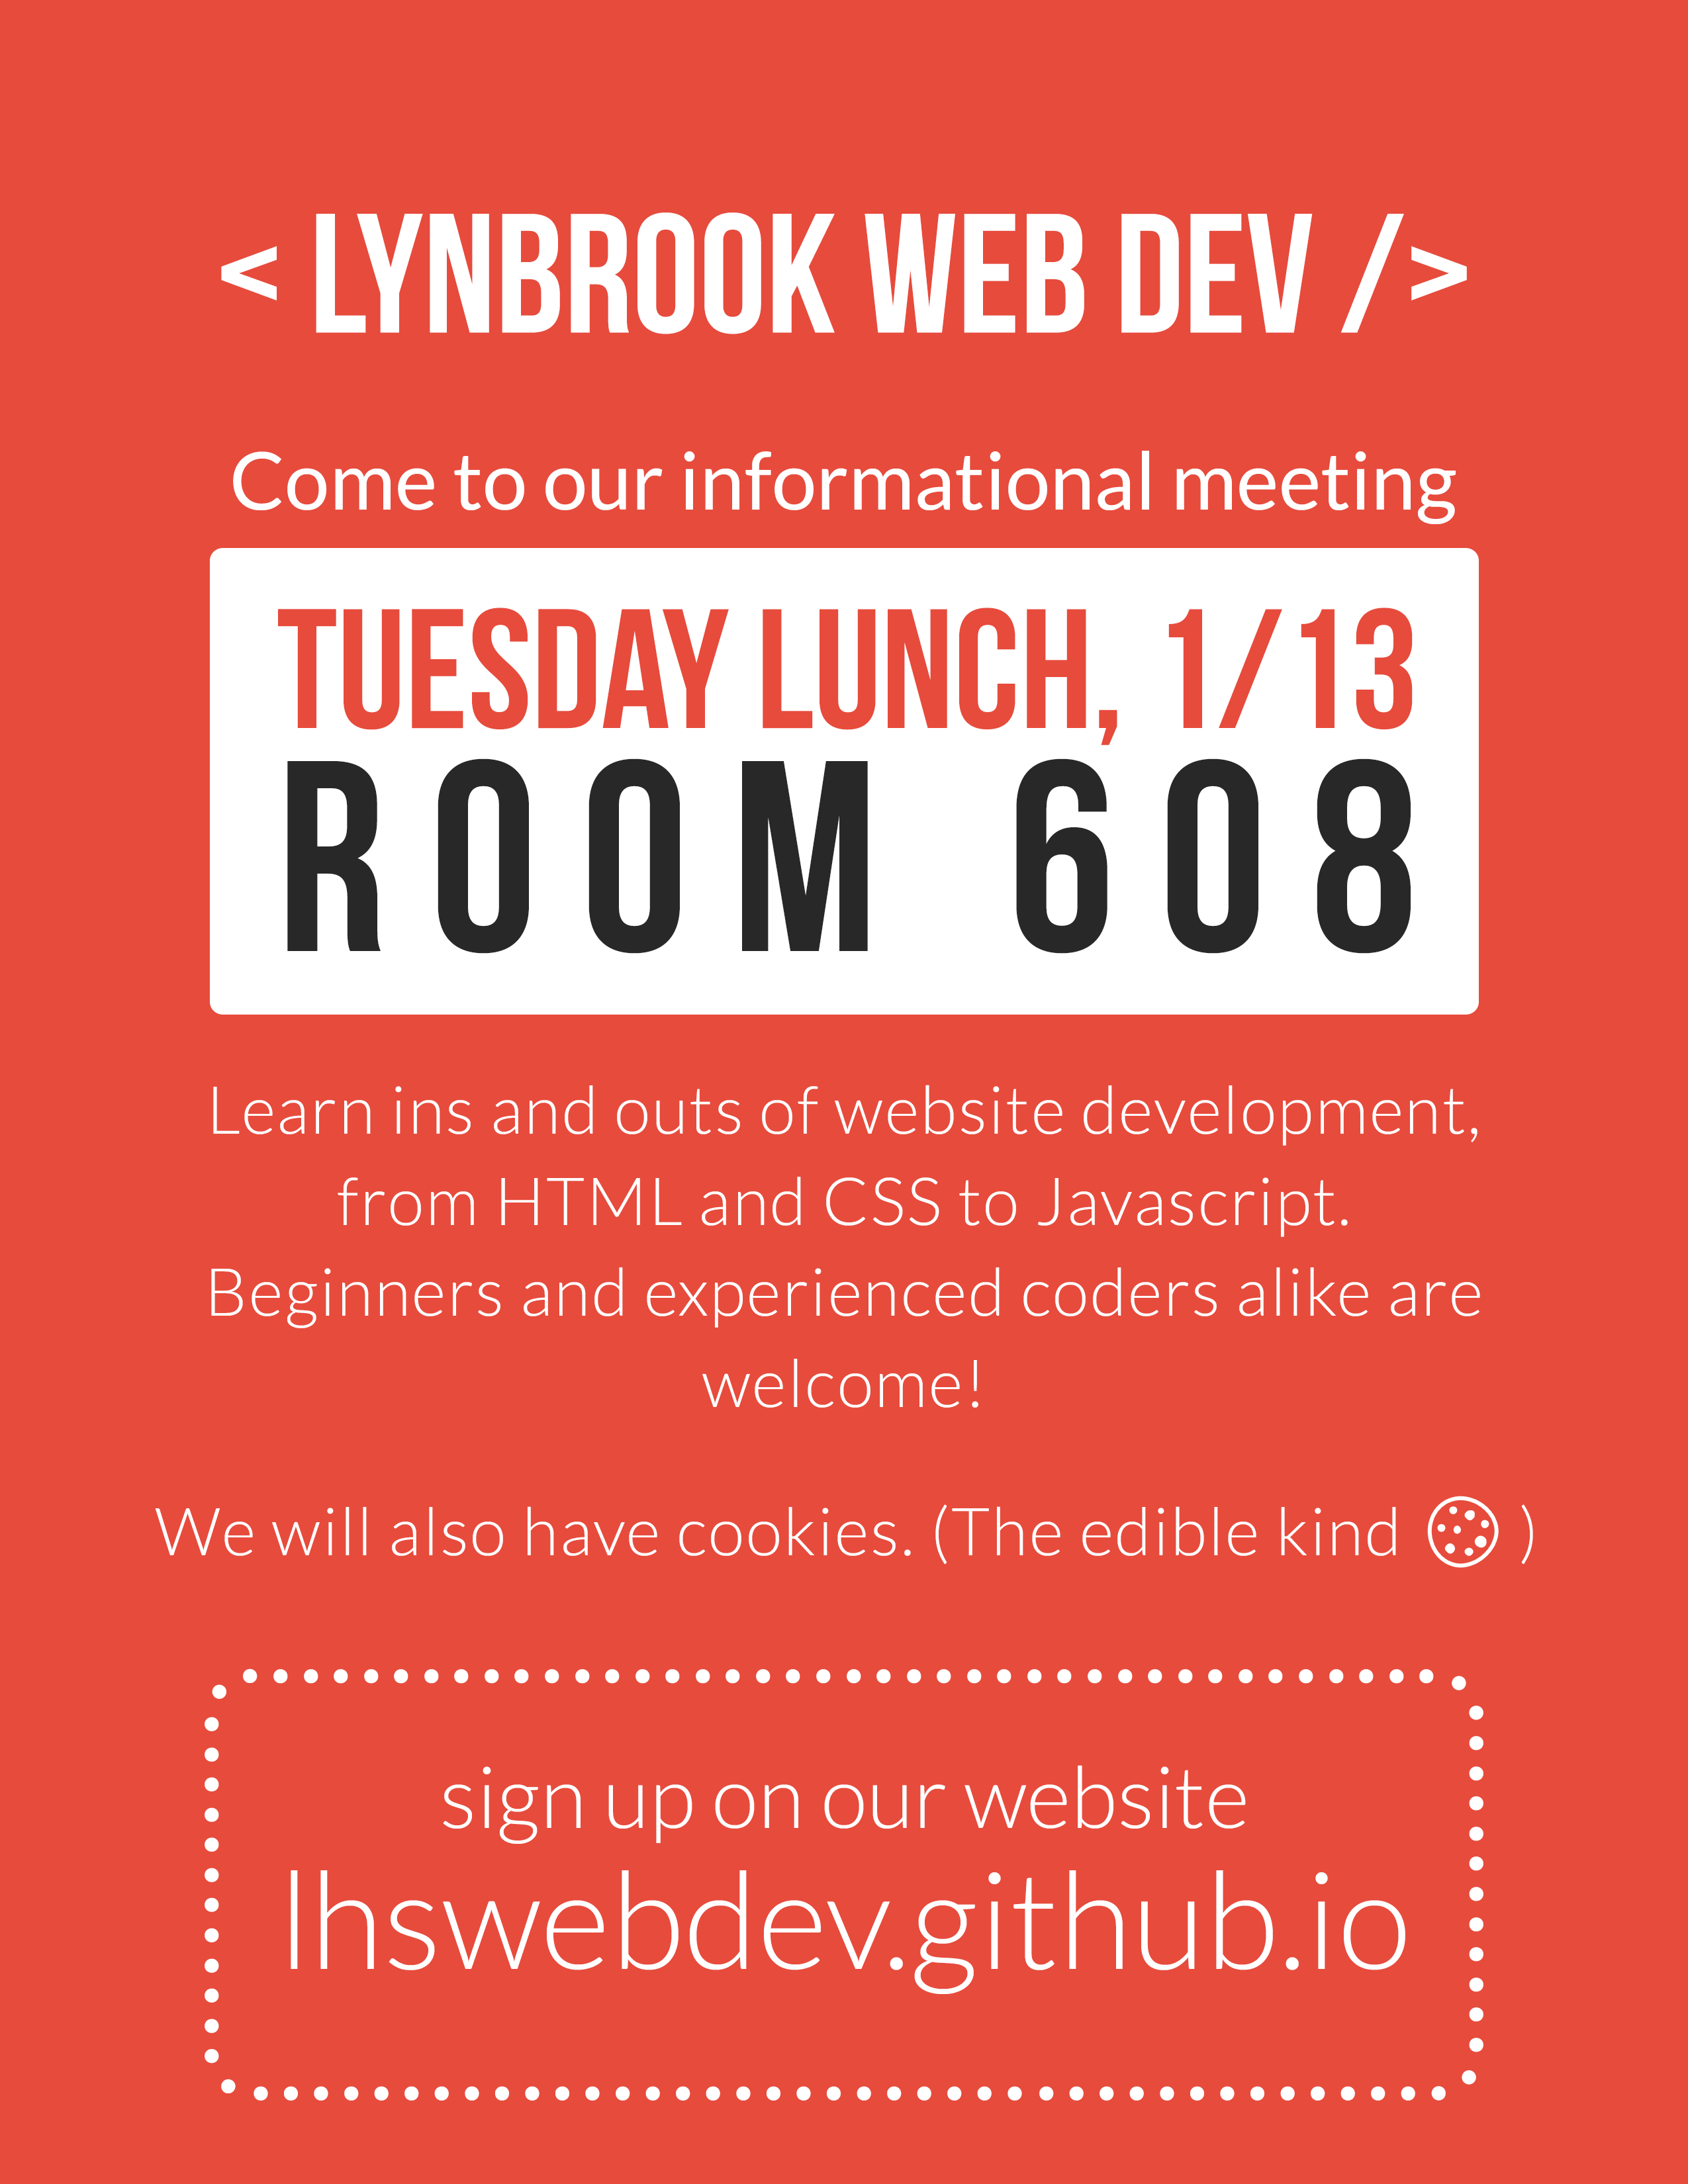 < LYNBROOK WEB DEV />
Come to our informational meeting
TUESDAY LUNCH, 1/13
ROOM 608
Learn ins and outs of website development,
from HTML and CSS to Javascript.
Beginners and experienced coders alike are
welcome!
We will also have cookies. (The edible kind )
sign up on our website
lhswebdev.github.io